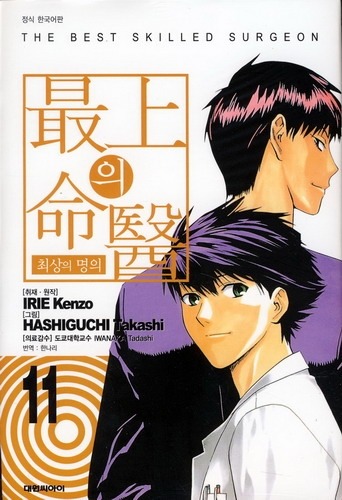 정식 한국어판
THE BEST SKILLED SURGEON
最上
의
命醫
최상의 명의
[취재·원작]
IRIE Kenzo
[그림]
HASHIGUCHI Takashi
[의료감수] 도쿄대학교수 IWANAKA Tadashi
번역 : 한나리
11
대원씨아이